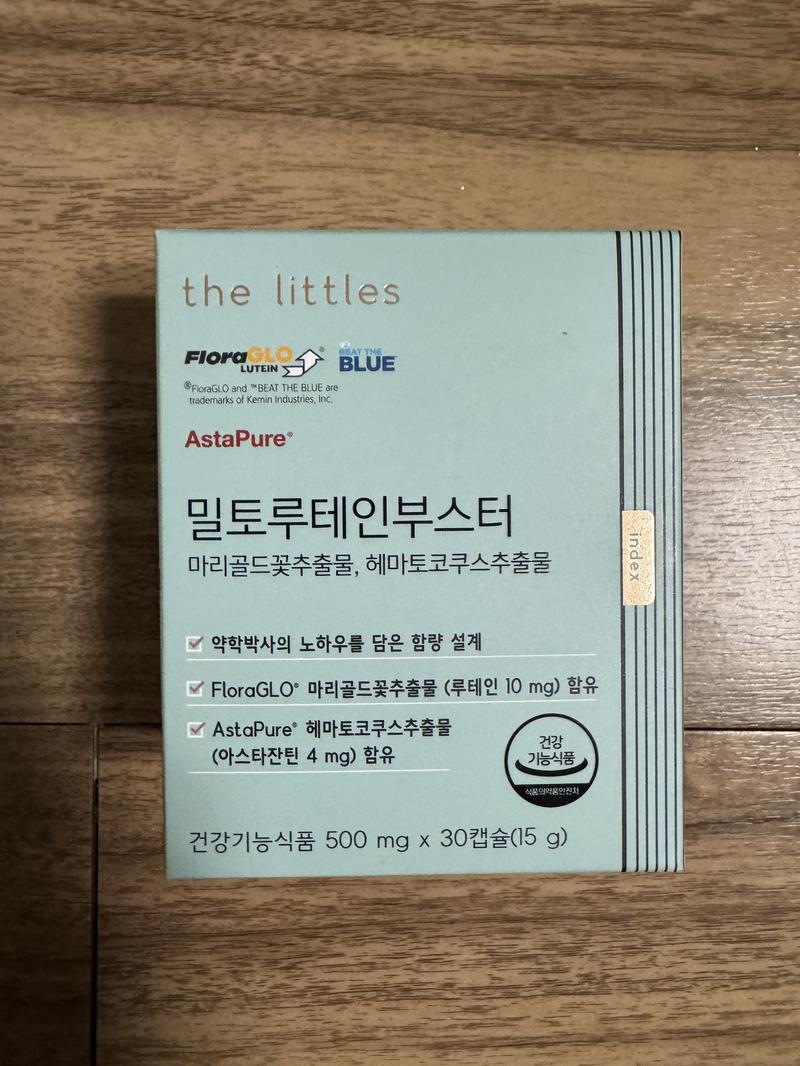 the littles
FloraGLO® BEAT THE
LUTEIN BLUE™
®FloraGLO and ™BEAT THE BLUE are
trademarks of Kemin Industries, Inc.
AstaPure®
밀토루테인부스터
마리골드꽃추출물, 헤마토코쿠스추출물
index
약학박사의 노하우를 담은 함량 설계
FloraGLO® 마리골드꽃추출물 (루테인 10 mg) 함유
AstaPure® 헤마토코쿠스추출물
(아스타잔틴 4 mg) 함유
건강
기능식품
식품의약품안전처
건강기능식품 500 mg x 30캡슐(15 g)